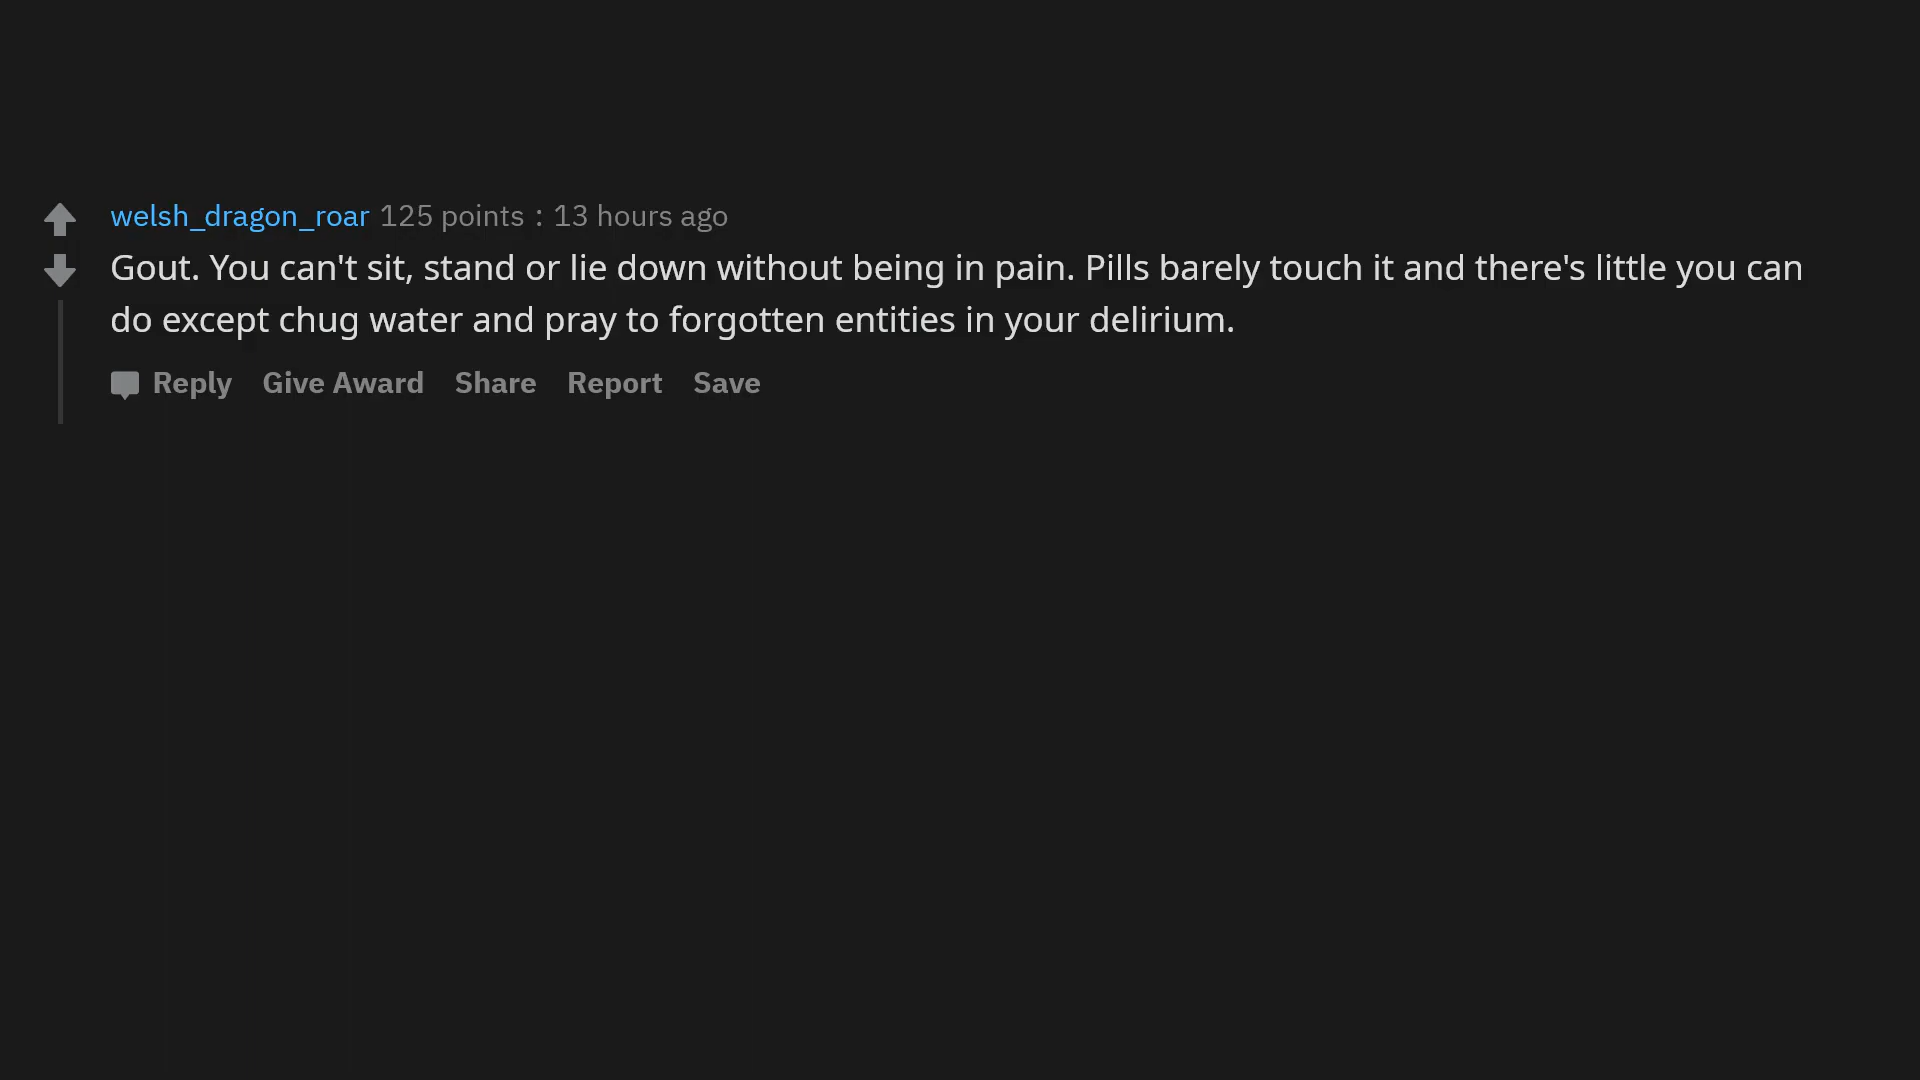 welsh_dragon_roar 125 points : 13 hours ago
Gout. You can't sit, stand or lie down without being in pain. Pills barely touch it and there's little you can
do except chug water and pray to forgotten entities in your delirium.
Reply Give Award Share Report Save